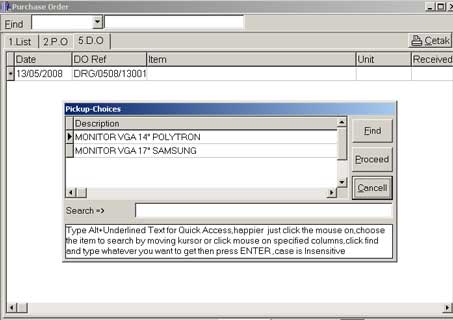 Purchase Order
Find
1.List 2.P.O 5.D.O Cetak
Date DO Ref Item Unit Received
13/05/2008 DRG/0508/13001
Pickup-Choices
Description
MONITOR VGA 14" POLYTRON
MONITOR VGA 17" SAMSUNG
Find
Proceed
Cancell
Search =>
Type Alt+Underlined Text for Quick Access,happier just click the mouse on,choose
the item to search by moving kursor or click mouse on specified columns,click find
and type whatever you want to get then press ENTER ,case is Insensitive